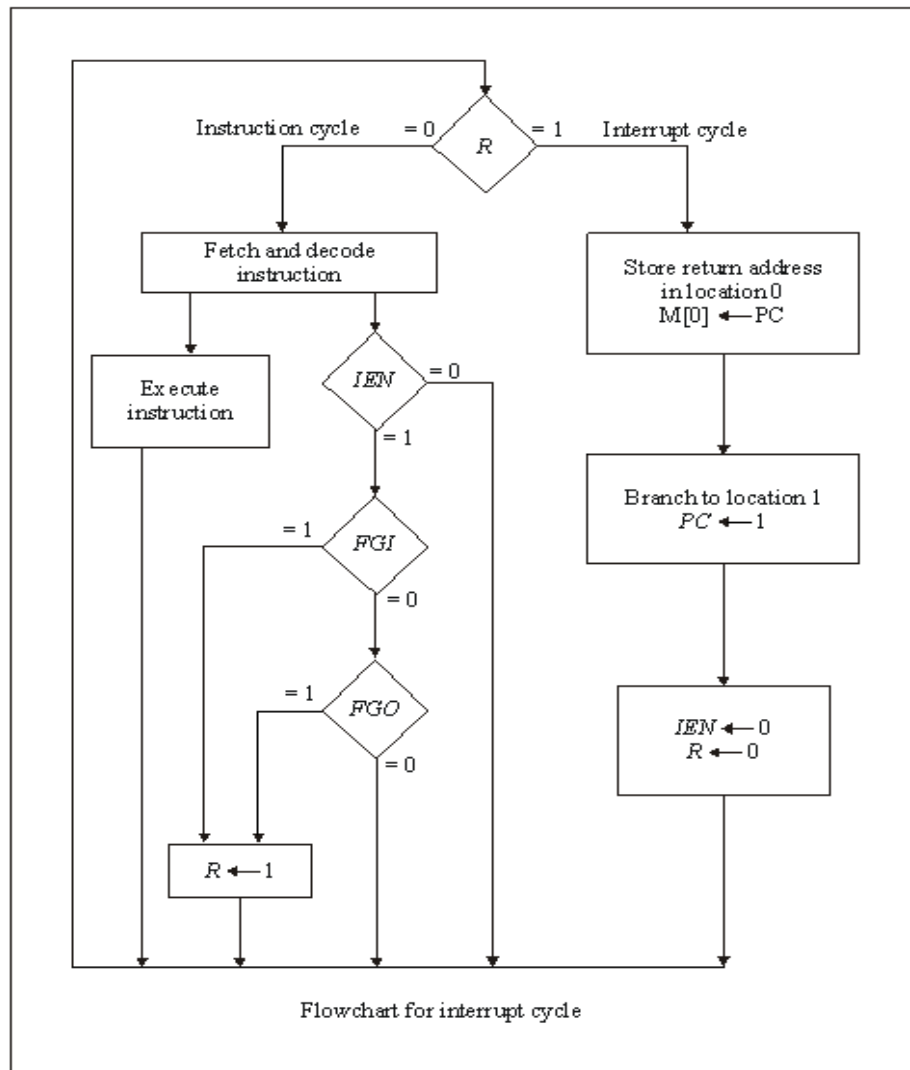 Instruction cycle
= 0
R
= 1
Interrupt cycle
Fetch and decode
instruction
Store return address
in location 0
M[0] ← PC
Execute
instruction
IEN
= 0
= 1
Branch to location 1
PC ← 1
= 1
FGI
= 0
= 1
FGO
= 0
IEN ← 0
R ← 0
R ← 1
Flowchart for interrupt cycle